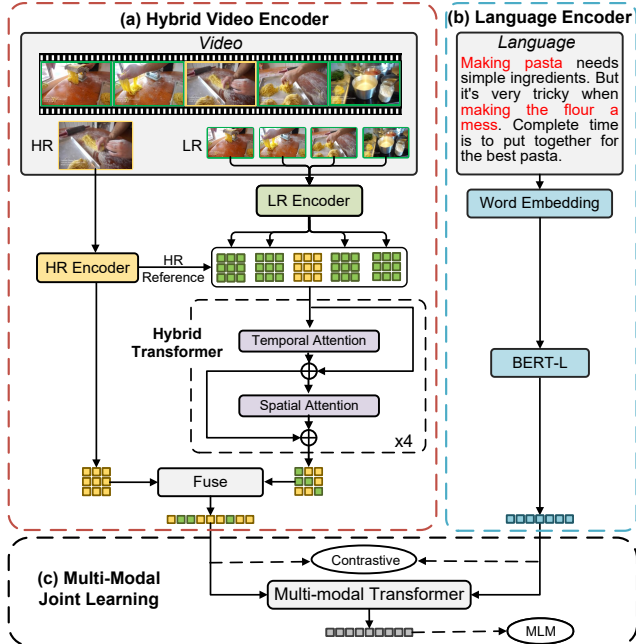 (a) Hybrid Video Encoder
Video
HR
LR
LR Encoder
HR Encoder
HR
Reference
Hybrid
Transformer
Temporal Attention
Spatial Attention
x4
Fuse
(b) Language Encoder
Language
Making pasta needs
simple ingredients. But
it's very tricky when
making the flour a
mess. Complete time
is to put together for
the best pasta.
Word Embedding
BERT-L
(c) Multi-Modal
Joint Learning
Contrastive
Multi-modal Transformer
MLM